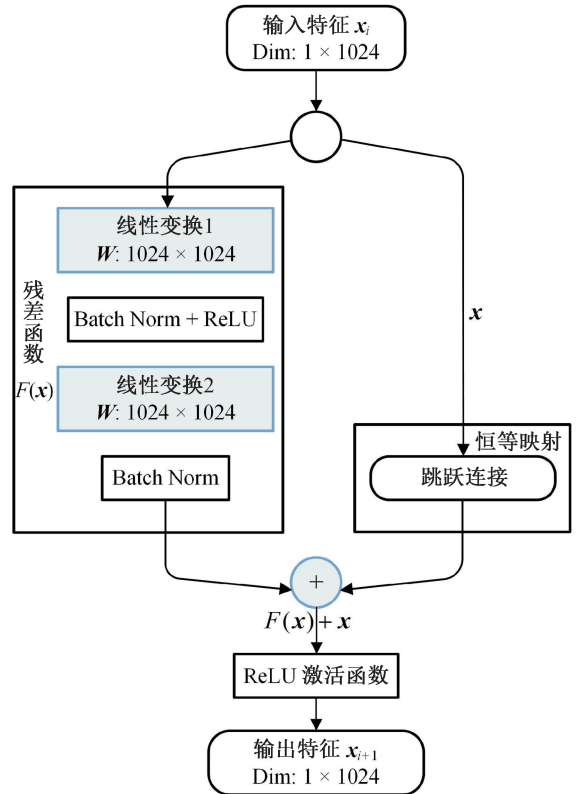 输入特征 xᵢ
Dim: 1 × 1024
线性变换1
W: 1024 × 1024
Batch Norm + ReLU
残差函数
F(x)
线性变换2
W: 1024 × 1024
Batch Norm
x
恒等映射
跳跃连接
+
F(x) + x
ReLU 激活函数
输出特征 xᵢ₊₁
Dim: 1 × 1024